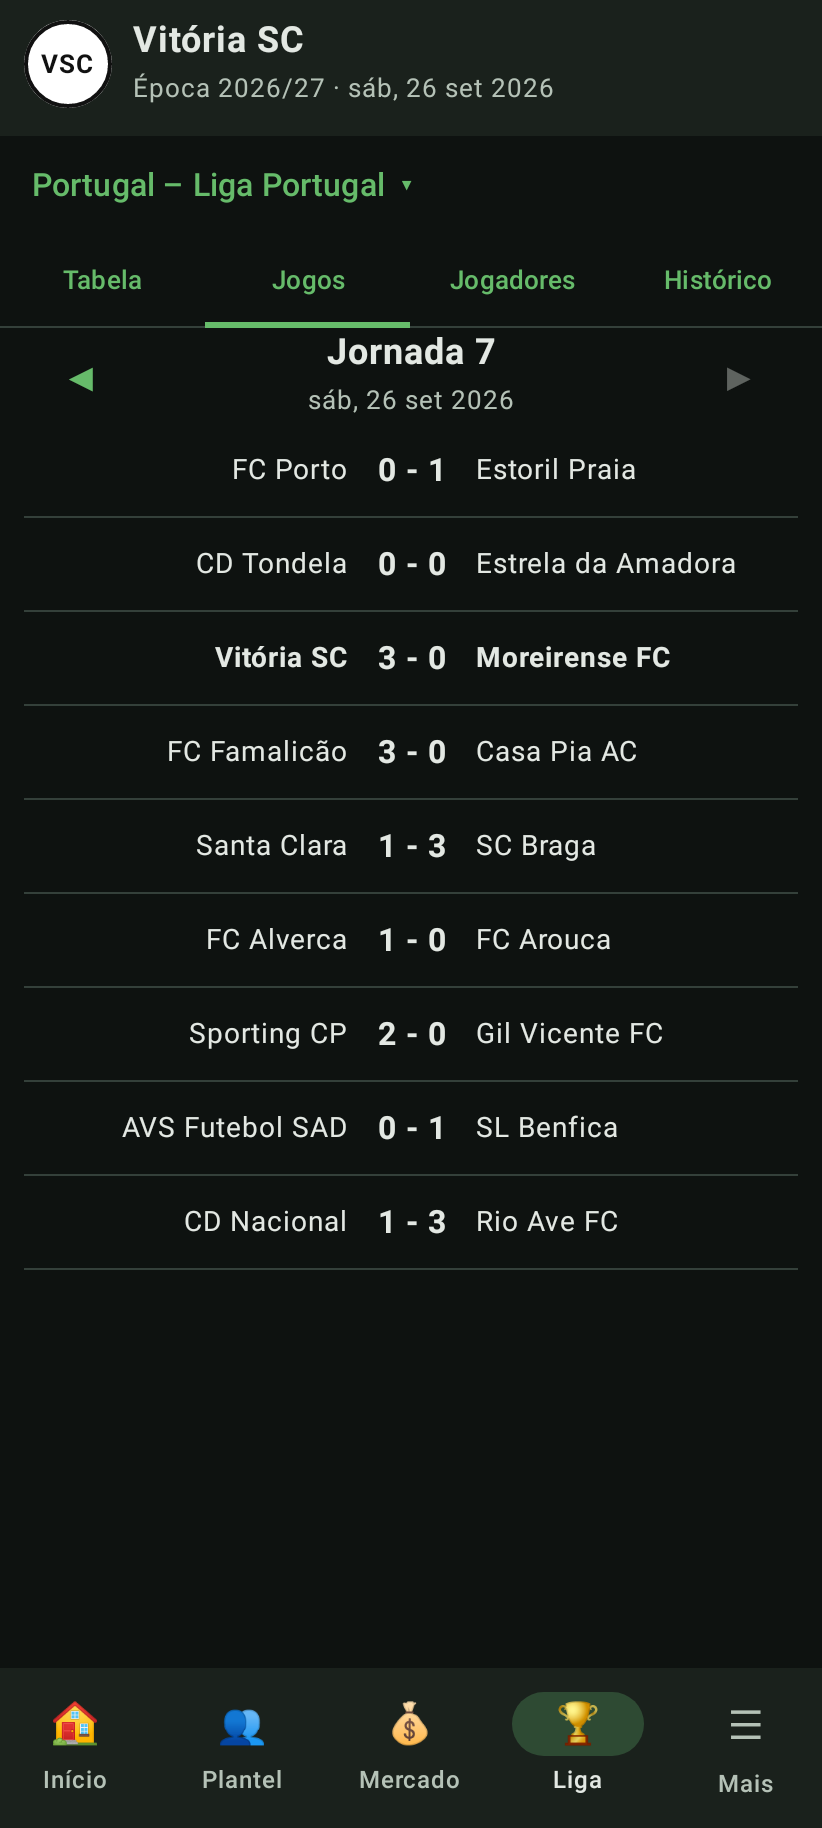 VSC
Vitória SC
Época 2026/27 · sáb, 26 set 2026
Portugal – Liga Portugal ▾
Tabela Jogos Jogadores Histórico
◀ Jornada 7 ▶
sáb, 26 set 2026
FC Porto 0 - 1 Estoril Praia
CD Tondela 0 - 0 Estrela da Amadora
Vitória SC 3 - 0 Moreirense FC
FC Famalicão 3 - 0 Casa Pia AC
Santa Clara 1 - 3 SC Braga
FC Alverca 1 - 0 FC Arouca
Sporting CP 2 - 0 Gil Vicente FC
AVS Futebol SAD 0 - 1 SL Benfica
CD Nacional 1 - 3 Rio Ave FC
Início Plantel Mercado Liga Mais